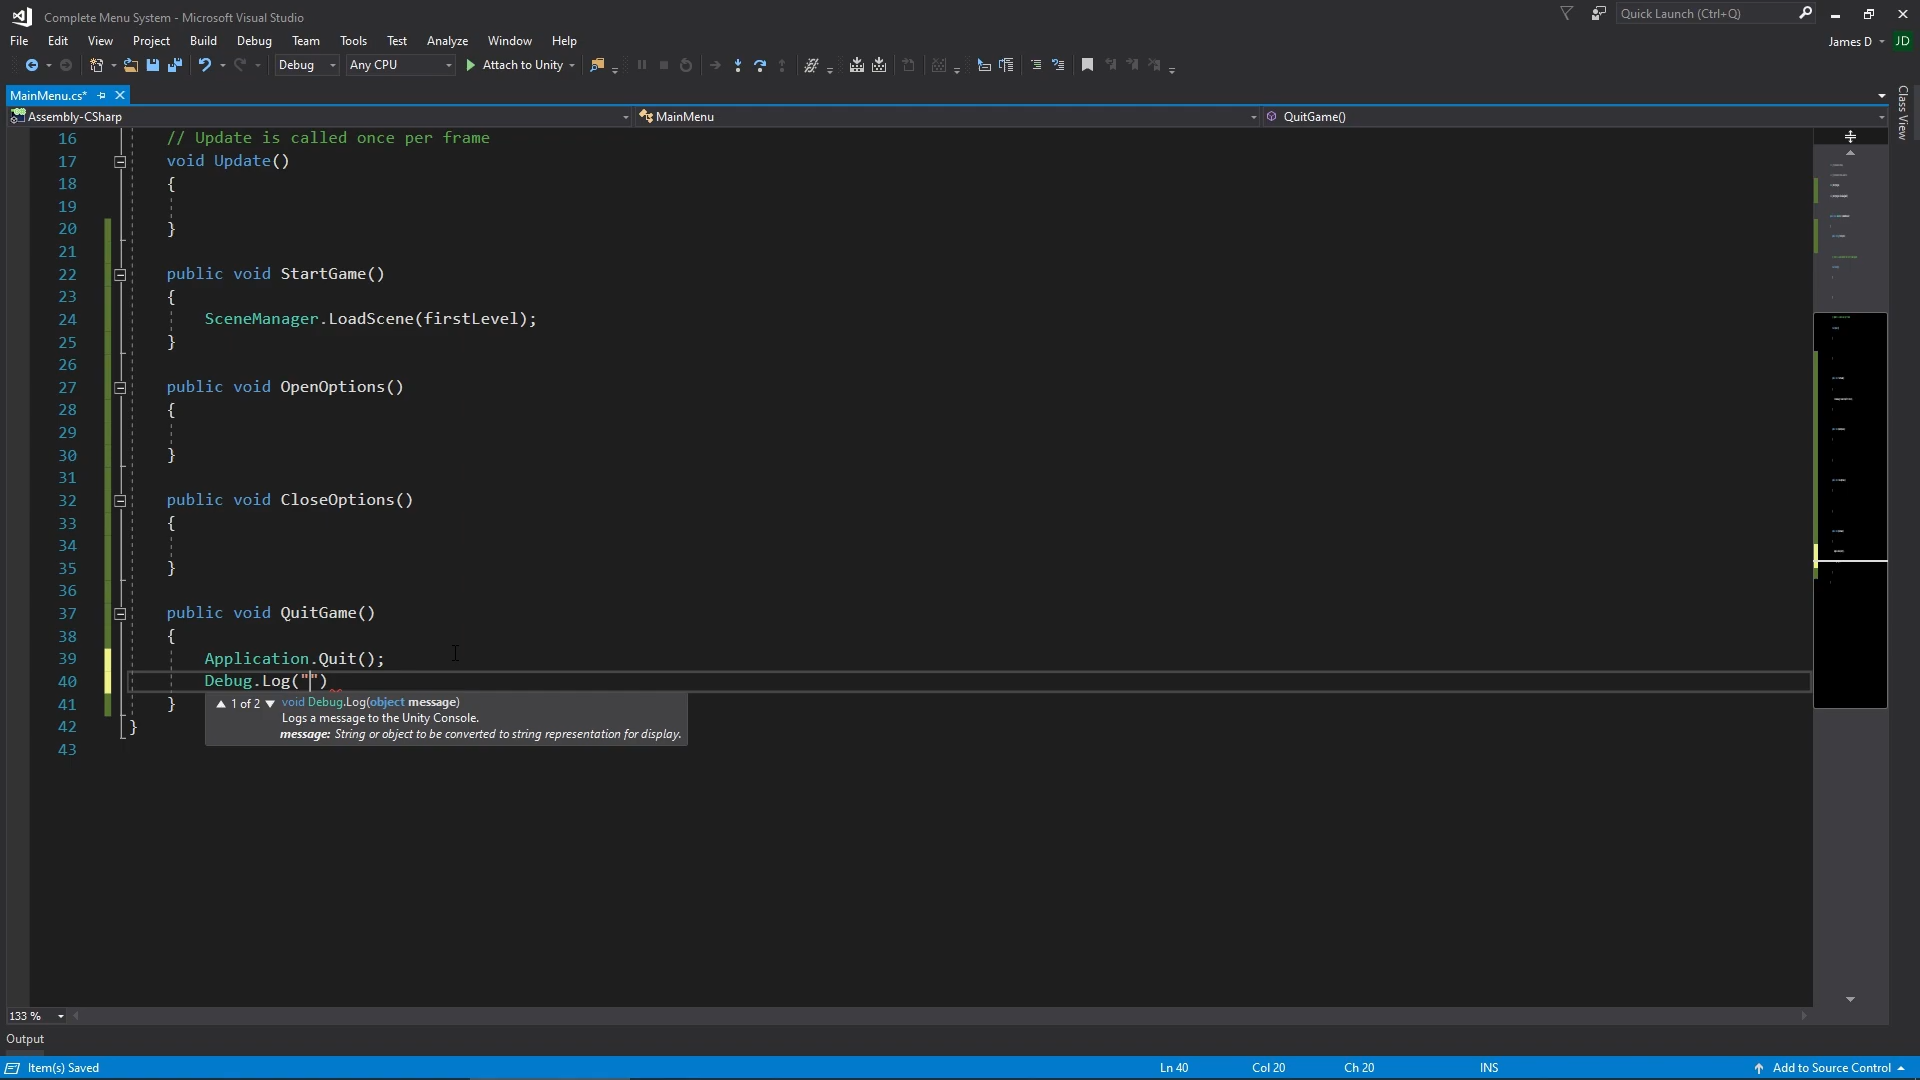 Complete Menu System - Microsoft Visual Studio
Quick Launch (Ctrl+Q)
File Edit View Project Build Debug Team Tools Test Analyze Window Help
James D JD
Debug Any CPU Attach to Unity
MainMenu.cs*
Class View
Assembly-CSharp MainMenu QuitGame()
16 // Update is called once per frame
17 void Update()
18 {
19
20 }
21
22 public void StartGame()
23 {
24 SceneManager.LoadScene(firstLevel);
25 }
26
27 public void OpenOptions()
28 {
29
30 }
31
32 public void CloseOptions()
33 {
34
35 }
36
37 public void QuitGame()
38 {
39 Application.Quit();
40 Debug.Log("")
41 }
▲ 1 of 2 ▼ void Debug.Log(object message)
Logs a message to the Unity Console.
message: String or object to be converted to string representation for display.
42 }
43
133 %
Output
Item(s) Saved Ln 40 Col 20 Ch 20 INS Add to Source Control